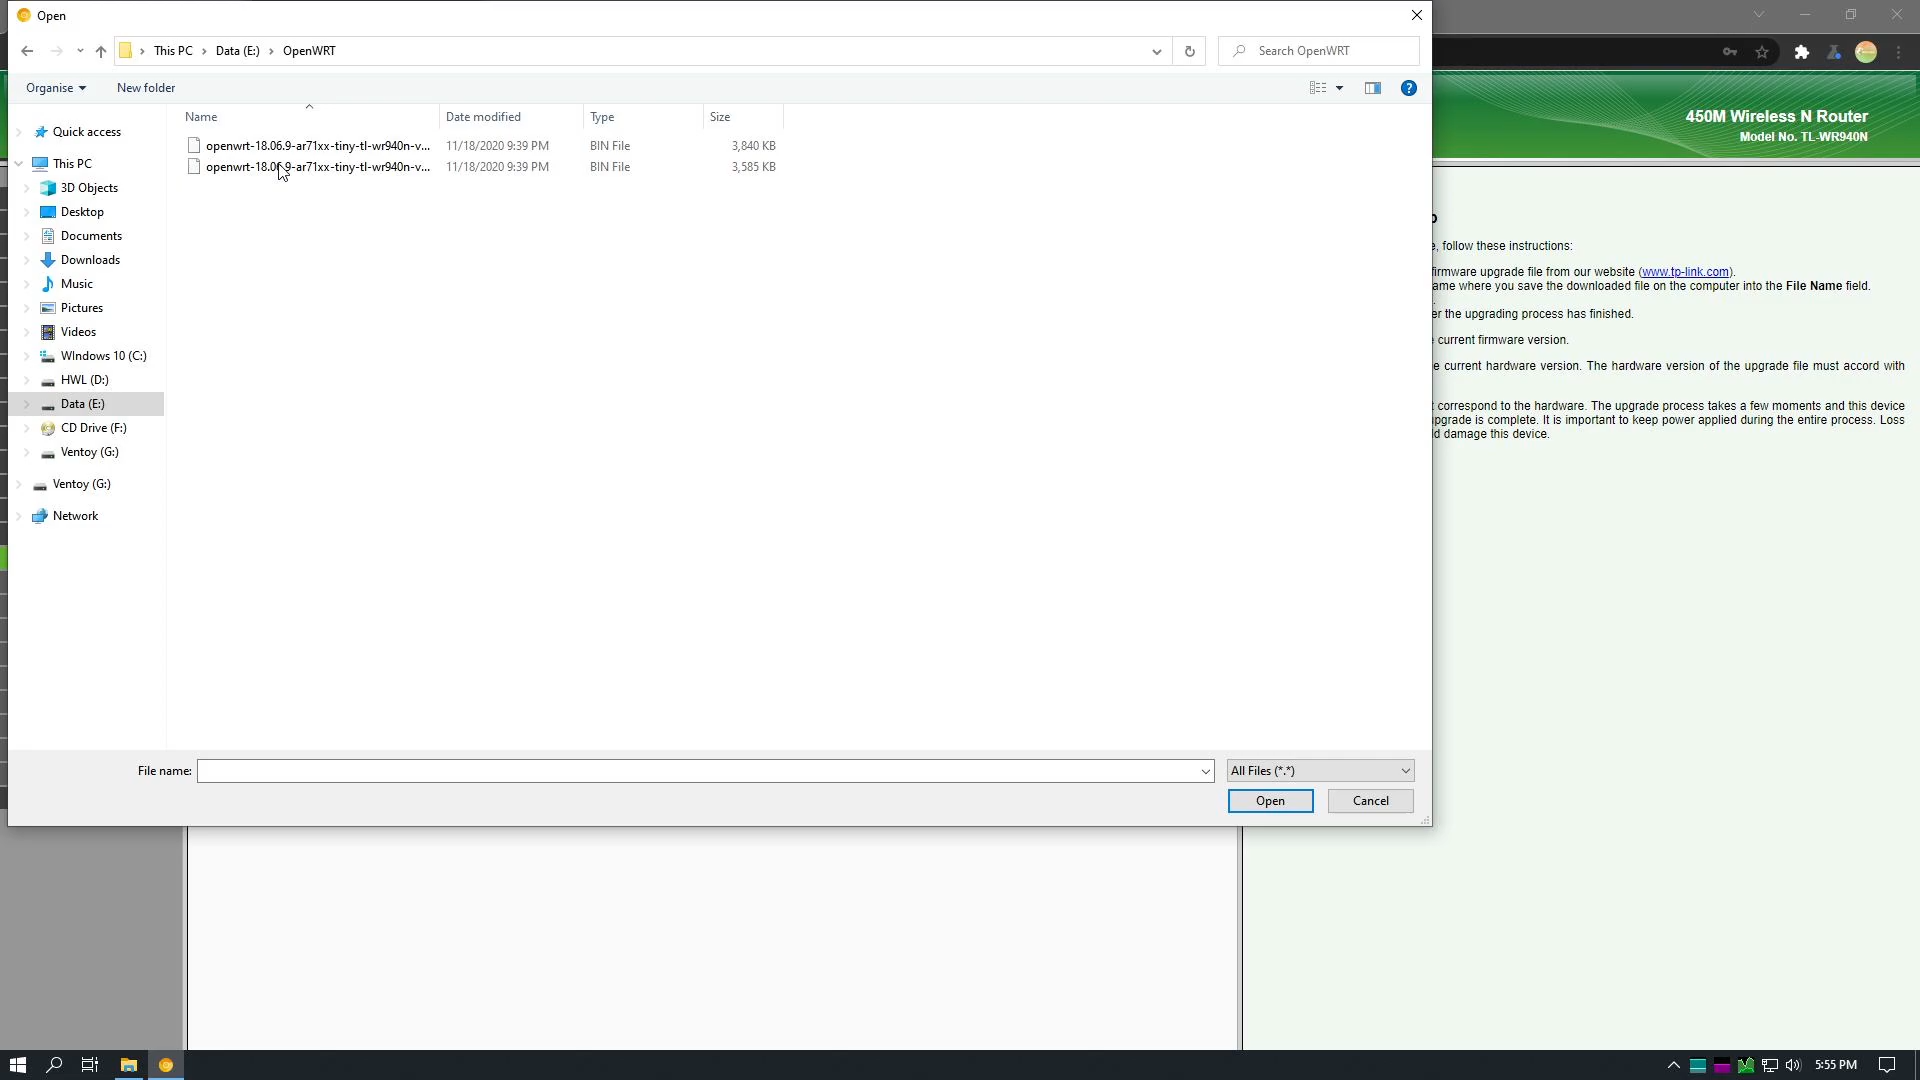 Open
This PC
Data (E:)
OpenWRT
Search OpenWRT
Organise
New folder
Name
Date modified
Type
Size
openwrt-18.06.9-ar71xx-tiny-tl-wr940n-v...
11/18/2020 9:39 PM
BIN File
3,840 KB
openwrt-18.06.9-ar71xx-tiny-tl-wr940n-v...
11/18/2020 9:39 PM
BIN File
3,585 KB
Quick access
This PC
3D Objects
Desktop
Documents
Downloads
Music
Pictures
Videos
WIndows 10 (C:)
HWL (D:)
Data (E:)
CD Drive (F:)
Ventoy (G:)
Ventoy (G:)
Network
File name:
All Files (*.*)
Open
Cancel
450M Wireless N Router
Model No. TL-WR940N
, follow these instructions:
firmware upgrade file from our website (www.tp-link.com).
ame where you save the downloaded file on the computer into the File Name field.
er the upgrading process has finished.
current firmware version.
e current hardware version. The hardware version of the upgrade file must accord with
t correspond to the hardware. The upgrade process takes a few moments and this device
upgrade is complete. It is important to keep power applied during the entire process. Loss
d damage this device.
5:55 PM